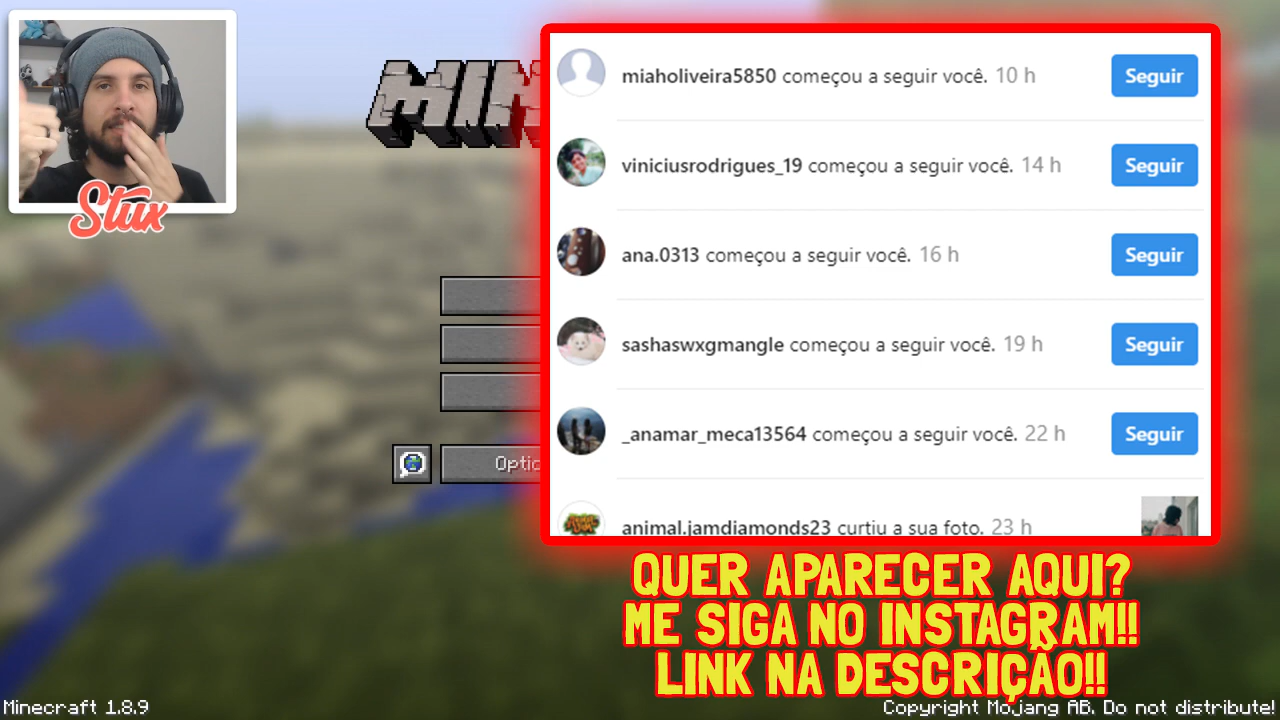 MIN
miaholiveira5850 começou a seguir você. 10 h
Seguir
viniciusrodrigues_19 começou a seguir você. 14 h
Seguir
ana.0313 começou a seguir você. 16 h
Seguir
sashaswxgmangle começou a seguir você. 19 h
Seguir
_anamar_meca13564 começou a seguir você. 22 h
Seguir
animal.jamdiamonds23 curtiu a sua foto. 23 h
Stux
Optic
QUER APARECER AQUI?
ME SIGA NO INSTAGRAM!!
LINK NA DESCRIÇÃO!!
Minecraft 1.8.9
Copyright Mojang AB. Do not distribute!